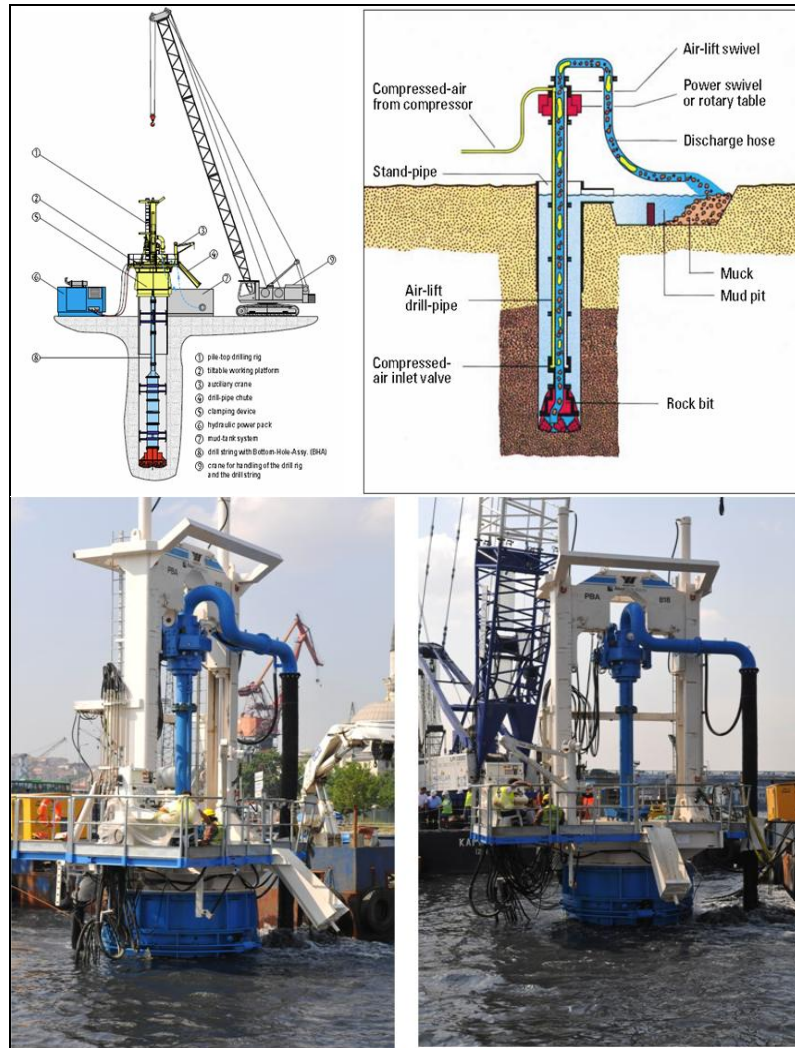 ①
②
⑤
⑥
③
④
⑦
⑨
⑧
① pile-top drilling rig
② tiltable working platform
③ auxiliary crane
④ drill-pipe chute
⑤ clamping device
⑥ hydraulic power pack
⑦ mud-tank system
⑧ drill string with Bottom-Hole-Assy. (BHA)
⑨ crane for handling of the drill rig
and the drill string
Air-lift swivel
Compressed-air
from compressor
Power swivel
or rotary table
Discharge hose
Stand-pipe
Muck
Mud pit
Air-lift
drill-pipe
Compressed-
air inlet valve
Rock bit
PBA
PBA
818